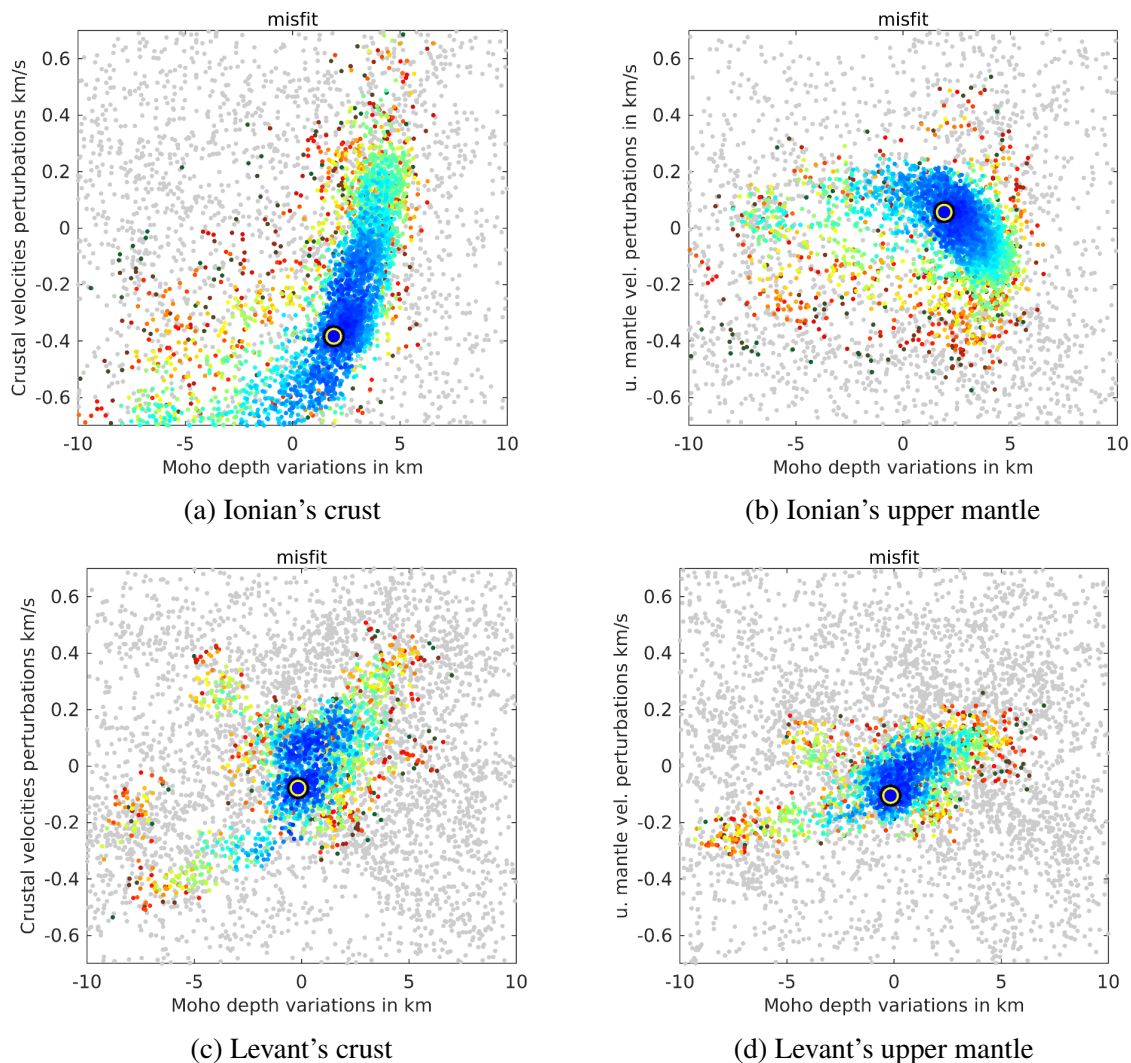 misfit
Crustal velocities perturbations km/s
0.6
0.4
0.2
0
-0.2
-0.4
-0.6
-10 -5 0 5 10
Moho depth variations in km
(a) Ionian's crust
misfit
u. mantle vel. perturbations in km/s
0.6
0.4
0.2
0
-0.2
-0.4
-0.6
-10 -5 0 5 10
Moho depth variations in km
(b) Ionian's upper mantle
misfit
Crustal velocities perturbations km/s
0.6
0.4
0.2
0
-0.2
-0.4
-0.6
-10 -5 0 5 10
Moho depth variations in km
(c) Levant's crust
misfit
u. mantle vel. perturbations km/s
0.6
0.4
0.2
0
-0.2
-0.4
-0.6
-10 -5 0 5 10
Moho depth variations in km
(d) Levant's upper mantle